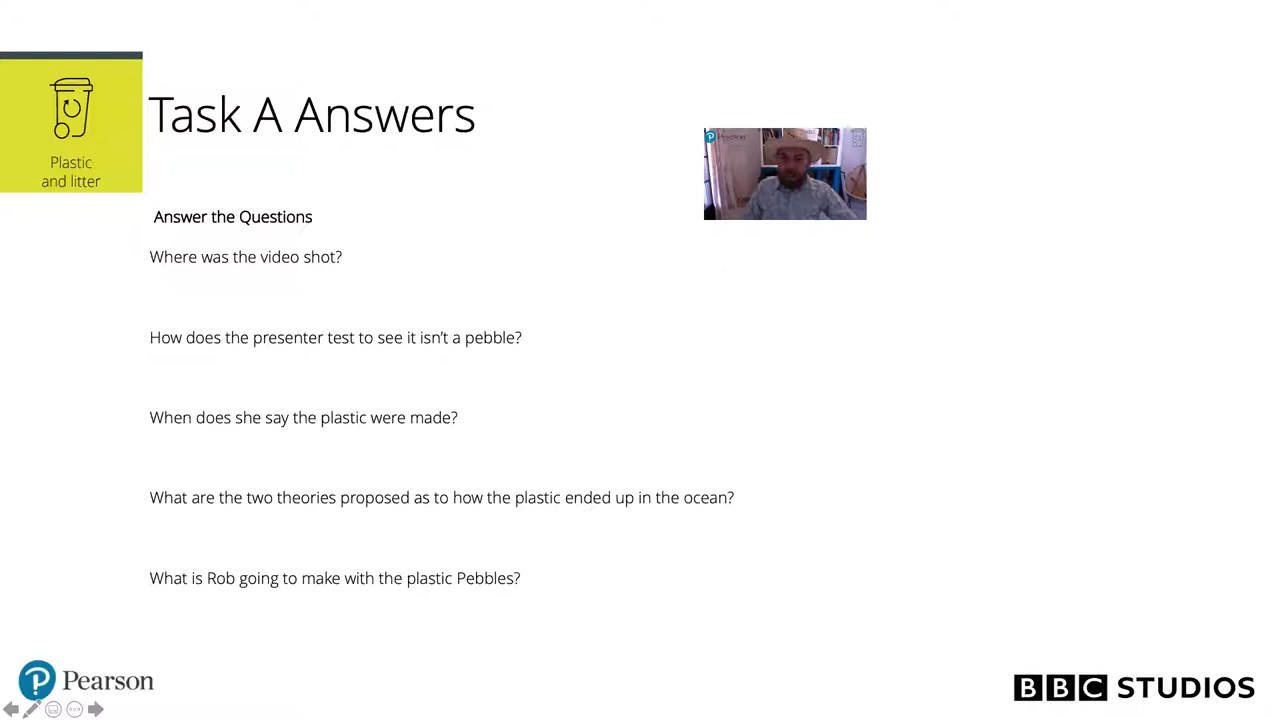 Plastic
and litter
Task A Answers
Pearson
Answer the Questions
Where was the video shot?
How does the presenter test to see it isn’t a pebble?
When does she say the plastic were made?
What are the two theories proposed as to how the plastic ended up in the ocean?
What is Rob going to make with the plastic Pebbles?
Pearson
BBC STUDIOS